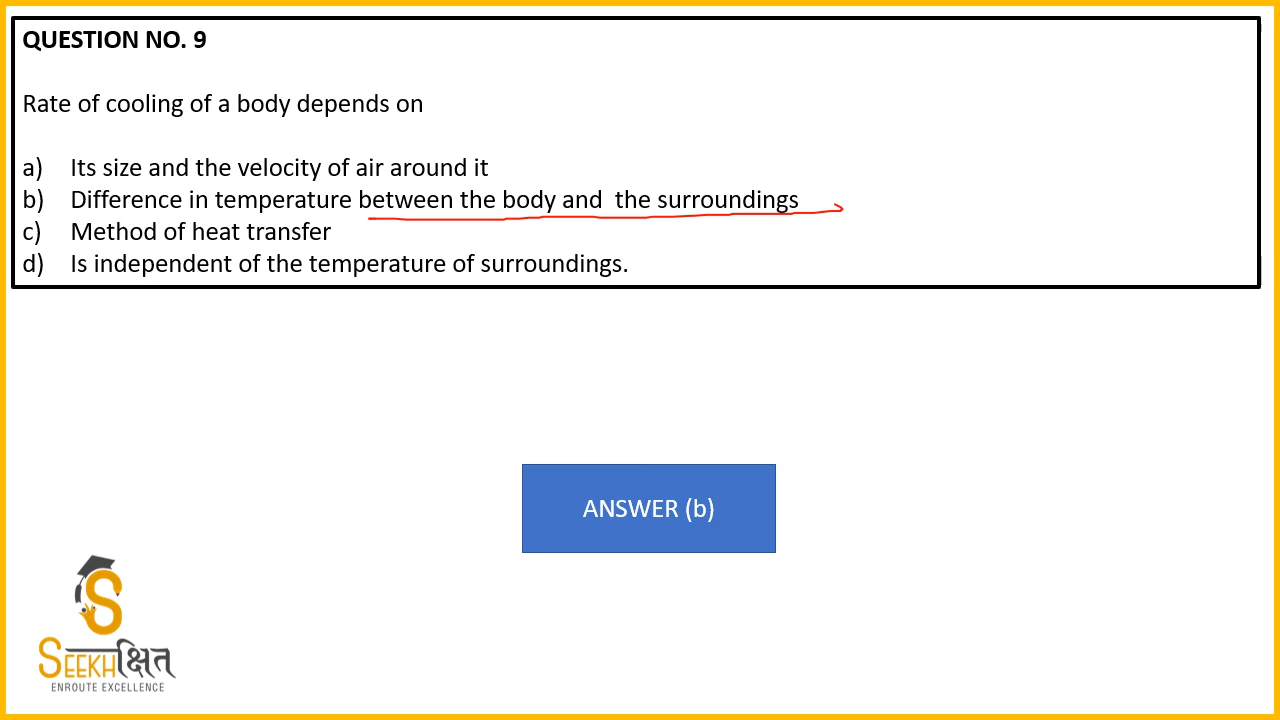 QUESTION NO. 9
Rate of cooling of a body depends on
a) Its size and the velocity of air around it
b) Difference in temperature between the body and the surroundings
c) Method of heat transfer
d) Is independent of the temperature of surroundings.
ANSWER (b)
S
SEEKHक्षित
ENROUTE EXCELLENCE